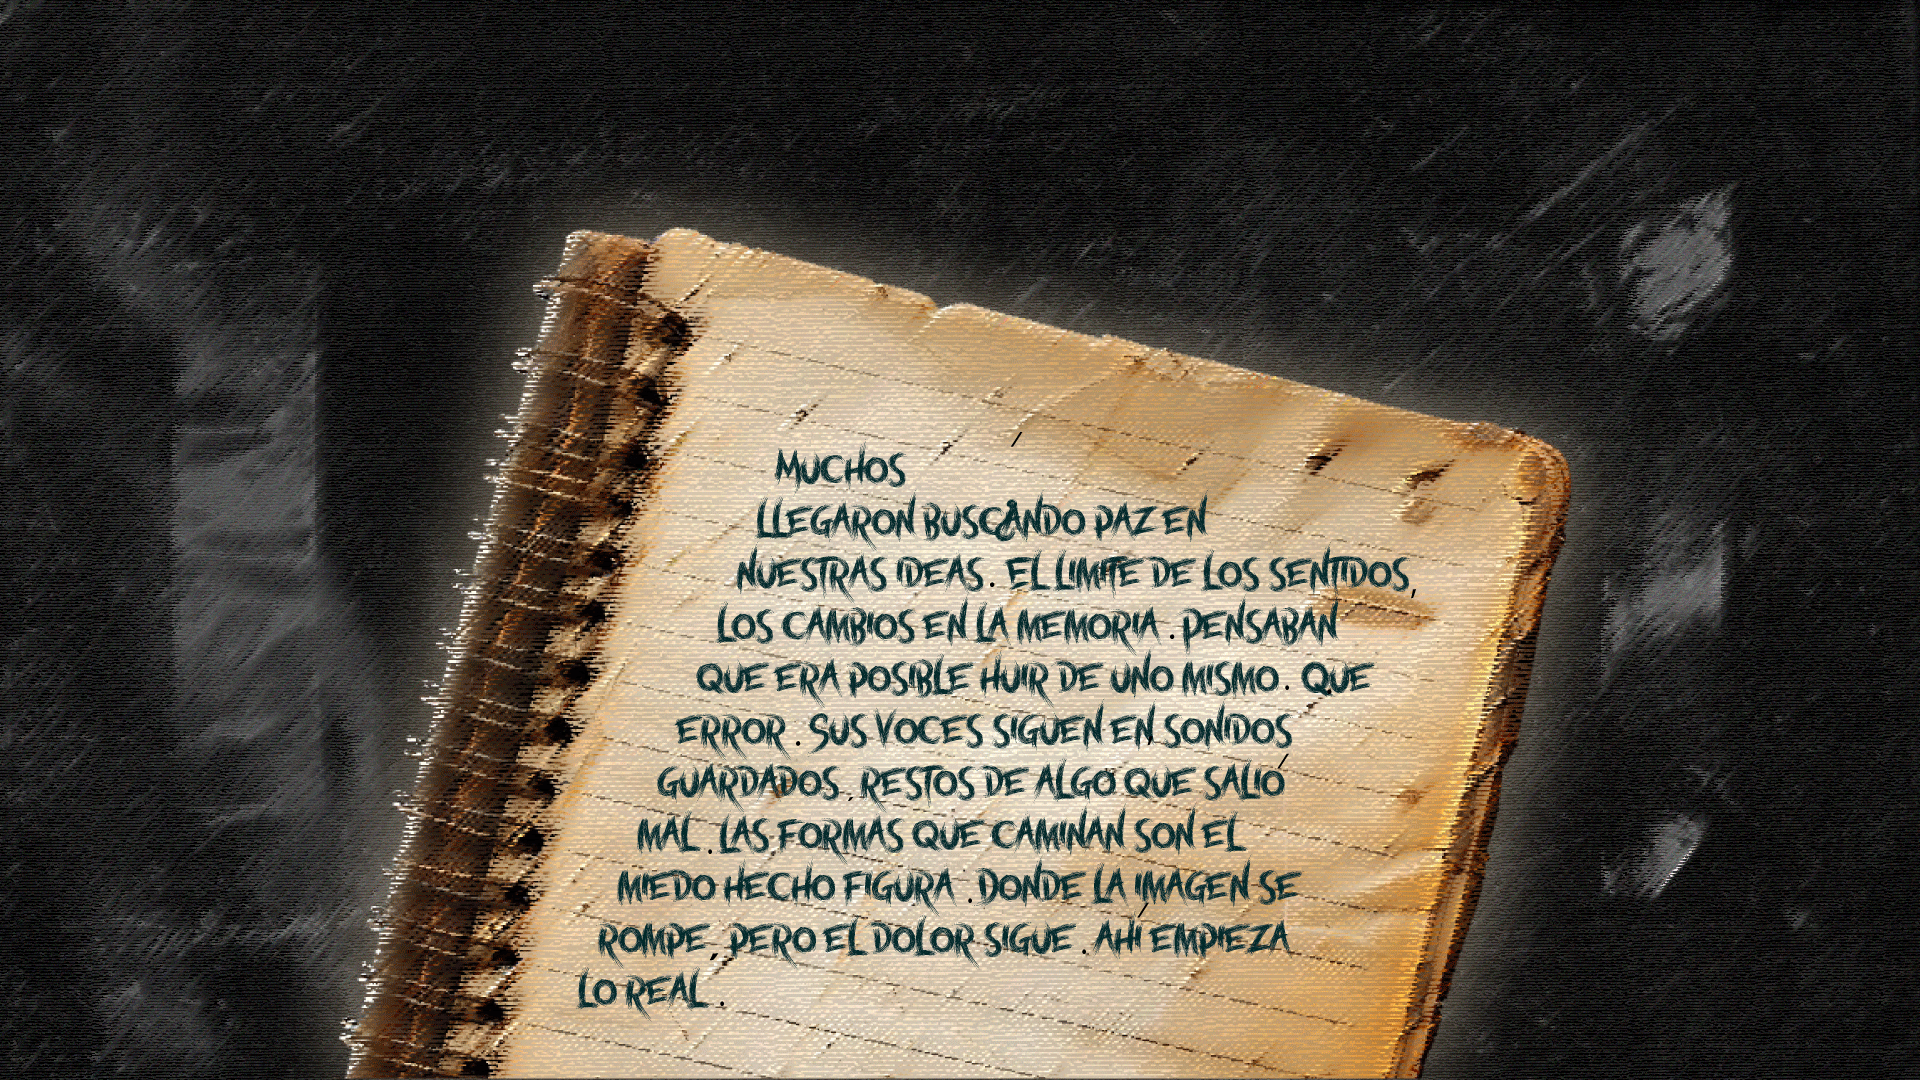 MUCHOS
LLEGARON BUSCANDO PAZ EN
NUESTRAS IDEAS. EL LÍMITE DE LOS SENTIDOS,
LOS CAMBIOS EN LA MEMORIA. PENSABAN
QUE ERA POSIBLE HUIR DE UNO MISMO. QUE
ERROR. SUS VOCES SIGUEN EN SONIDOS
GUARDADOS. RESTOS DE ALGO QUE SALIÓ
MAL. LAS FORMAS QUE CAMINAN SON EL
MIEDO HECHO FIGURA. DONDE LA IMAGEN SE
ROMPE, PERO EL DOLOR SIGUE. AHÍ EMPIEZA
LO REAL.